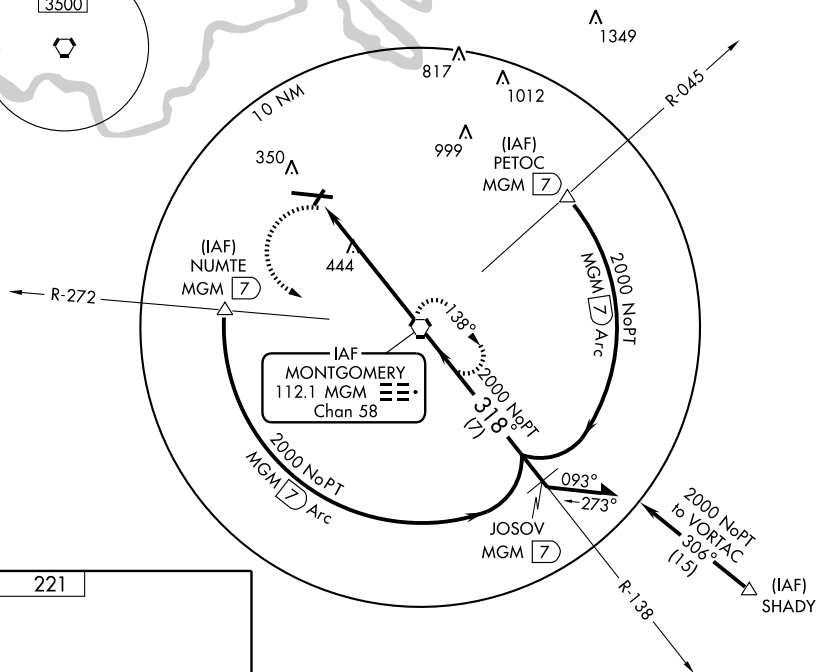 3500
1349
817
1012
10 NM
R-045
999
(IAF)
PETOC
MGM 7
350
(IAF)
NUMTE
MGM 7
444
R-272
2000 NoPT
MGM 7 Arc
138°
IAF
MONTGOMERY
112.1 MGM
Chan 58
2000 NoPT
318°
(7)
2000 NoPT
MGM 7 Arc
093°
273°
JOSOV
MGM 7
2000 NoPT
to VORTAC
306°
(15)
(IAF)
SHADY
R-138
221